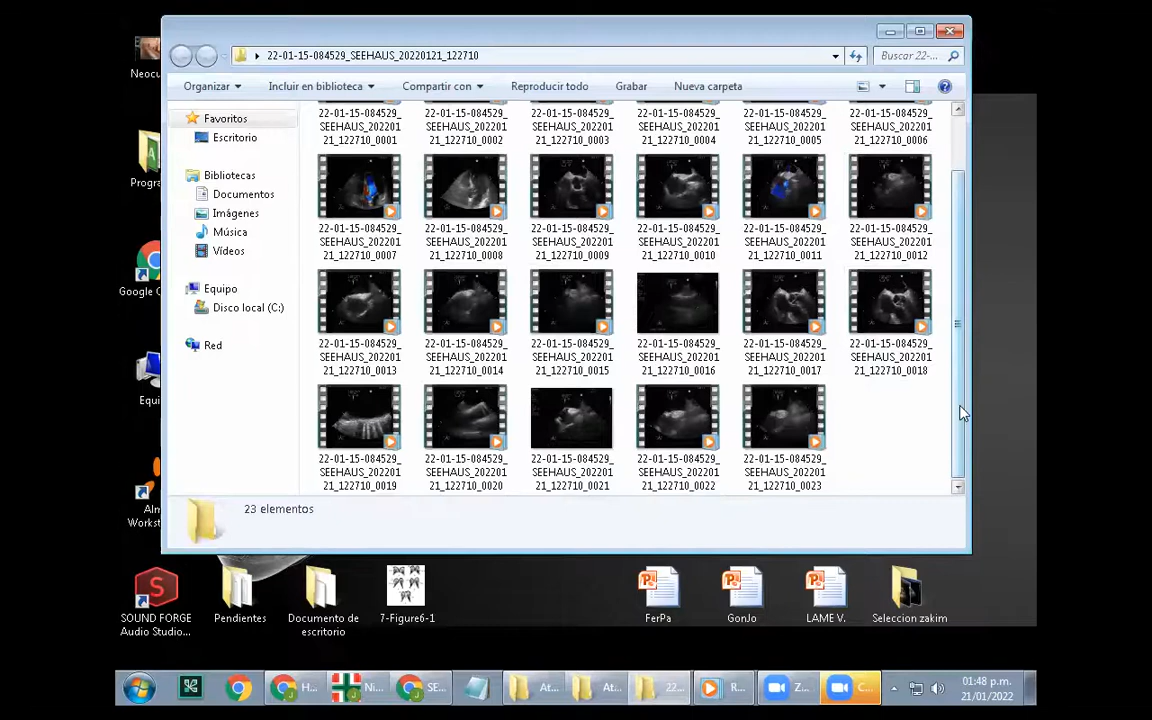 22-01-15-084529_SEEHAUS_20220121_122710
Buscar 22-...
Organizar
Incluir en biblioteca
Compartir con
Reproducir todo
Grabar
Nueva carpeta
Neocu
Progra
Google C
Equi
Alm
Workst
Favoritos
Escritorio
Bibliotecas
Documentos
Imágenes
Música
Vídeos
Equipo
Disco local (C:)
Red
22-01-15-084529_
SEEHAUS_202201
21_122710_0001
22-01-15-084529_
SEEHAUS_202201
21_122710_0002
22-01-15-084529_
SEEHAUS_202201
21_122710_0003
22-01-15-084529_
SEEHAUS_202201
21_122710_0004
22-01-15-084529_
SEEHAUS_202201
21_122710_0005
22-01-15-084529_
SEEHAUS_202201
21_122710_0006
22-01-15-084529_
SEEHAUS_202201
21_122710_0007
22-01-15-084529_
SEEHAUS_202201
21_122710_0008
22-01-15-084529_
SEEHAUS_202201
21_122710_0009
22-01-15-084529_
SEEHAUS_202201
21_122710_0010
22-01-15-084529_
SEEHAUS_202201
21_122710_0011
22-01-15-084529_
SEEHAUS_202201
21_122710_0012
22-01-15-084529_
SEEHAUS_202201
21_122710_0013
22-01-15-084529_
SEEHAUS_202201
21_122710_0014
22-01-15-084529_
SEEHAUS_202201
21_122710_0015
22-01-15-084529_
SEEHAUS_202201
21_122710_0016
22-01-15-084529_
SEEHAUS_202201
21_122710_0017
22-01-15-084529_
SEEHAUS_202201
21_122710_0018
22-01-15-084529_
SEEHAUS_202201
21_122710_0019
22-01-15-084529_
SEEHAUS_202201
21_122710_0020
22-01-15-084529_
SEEHAUS_202201
21_122710_0021
22-01-15-084529_
SEEHAUS_202201
21_122710_0022
22-01-15-084529_
SEEHAUS_202201
21_122710_0023
23 elementos
SOUND FORGE
Audio Studio...
Pendientes
Documento de
escritorio
7-Figure6-1
FerPa
GonJo
LAME V.
Seleccion zakim
H...
Ni...
SE...
At...
At...
22...
R...
Z...
C...
01:48 p.m.
21/01/2022